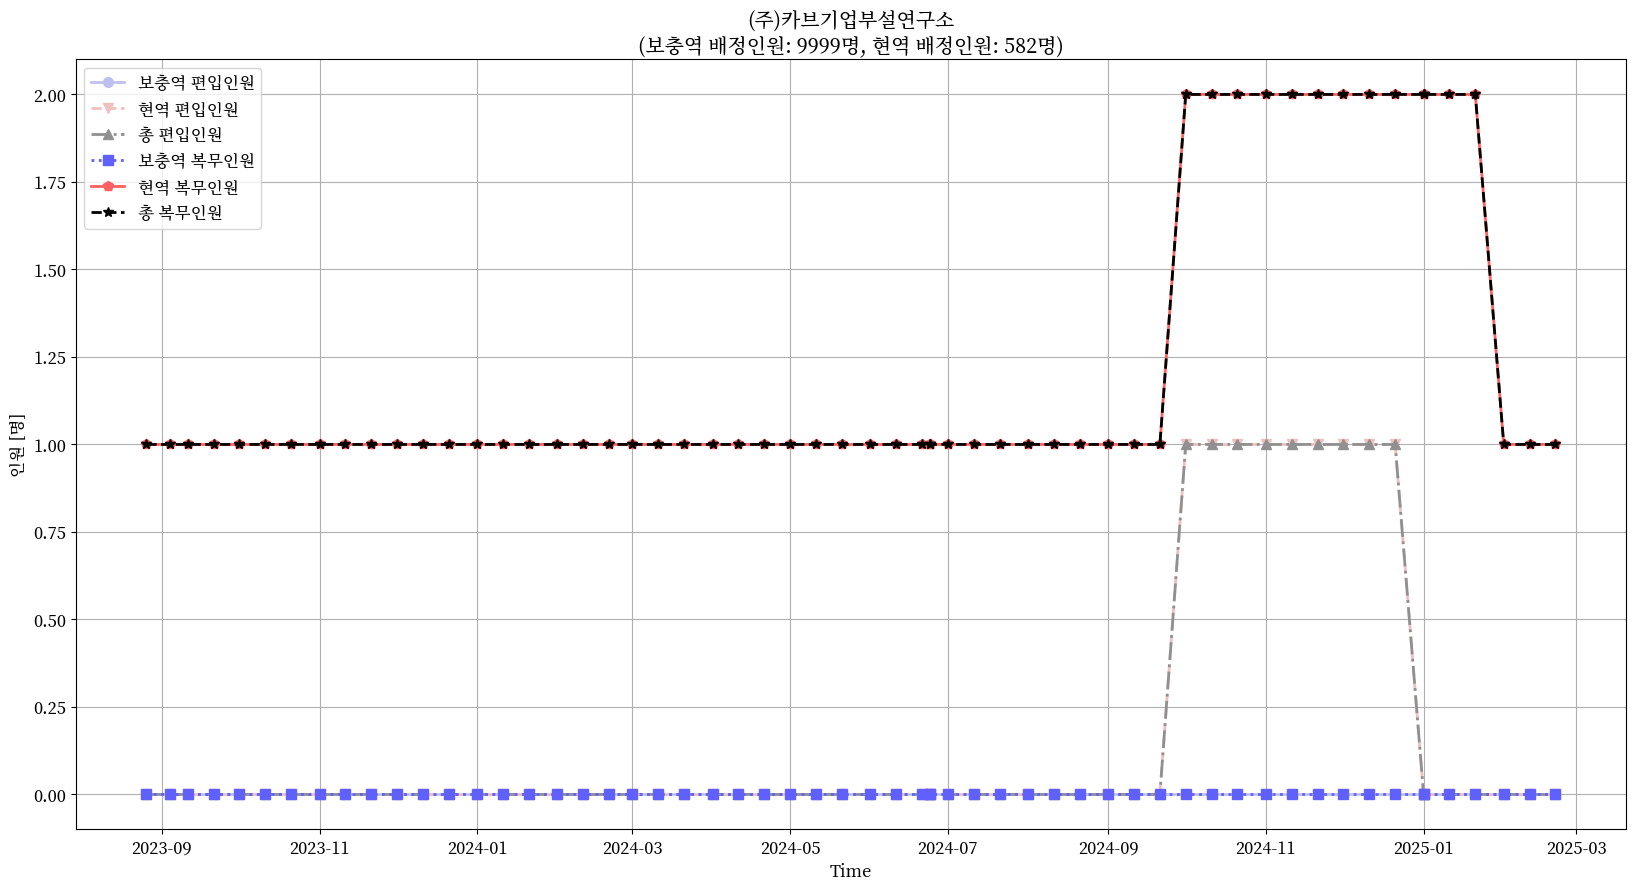 (주)카브기업부설연구소
(보충역 배정인원: 9999명, 현역 배정인원: 582명)
보충역 편입인원
현역 편입인원
총 편입인원
보충역 복무인원
현역 복무인원
총 복무인원
2.00
1.75
1.50
1.25
1.00
0.75
0.50
0.25
0.00
인원 [명]
2023-09 2023-11 2024-01 2024-03 2024-05 2024-07 2024-09 2024-11 2025-01 2025-03
Time